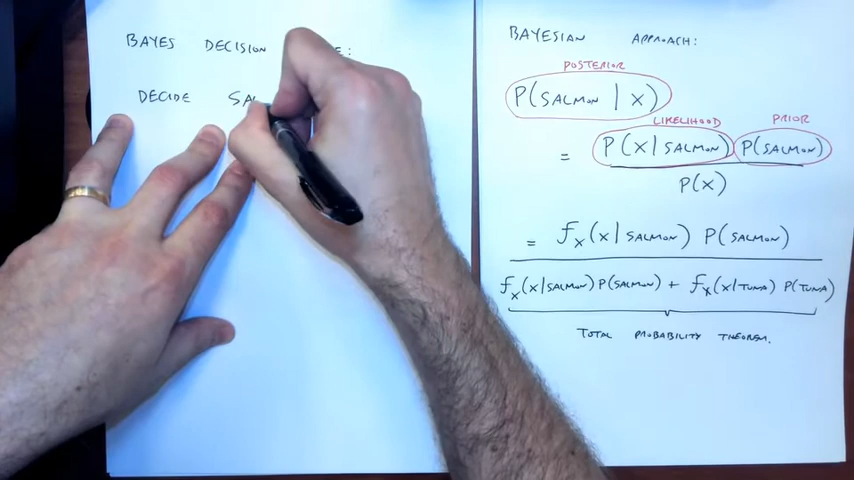 BAYES DECISION
DECIDE
BAYESIAN APPROACH:
POSTERIOR
P(SALMON | X)
LIKELIHOOD PRIOR
= P(X|SALMON) P(SALMON)
P(X)
= fx(X|SALMON) P(SALMON)
fx(X|SALMON) P(SALMON) + fx(X|TUNA) P(TUNA)
TOTAL PROBABILITY THEOREM.